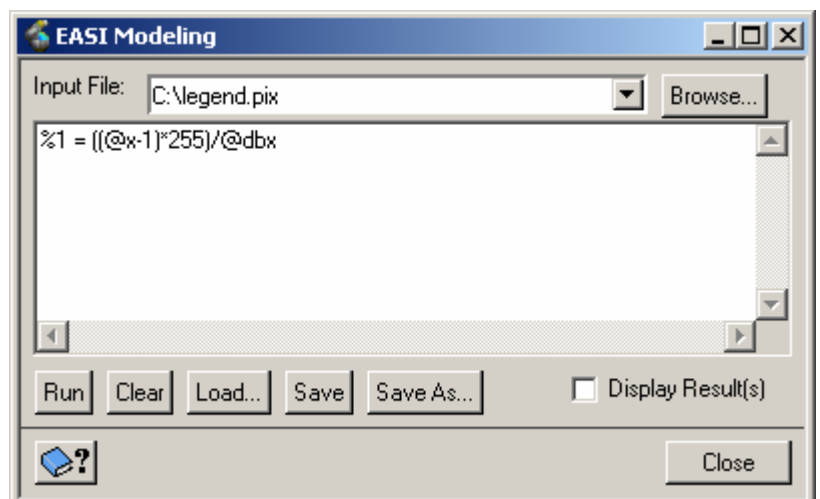 EASI Modeling
Input File: C:\legend.pix Browse...
%1 = ((@x-1)*255)/@dbx
Run Clear Load... Save Save As... Display Result(s)
? Close